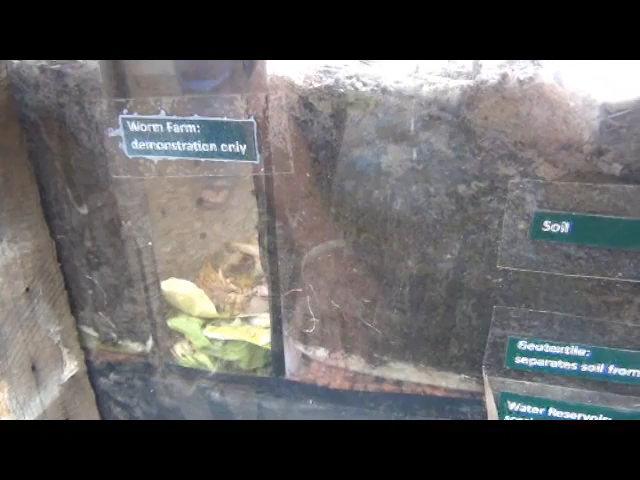 Worm Farm:
demonstration only
Soil
Geotextile:
separates soil from
Water Reservoir: